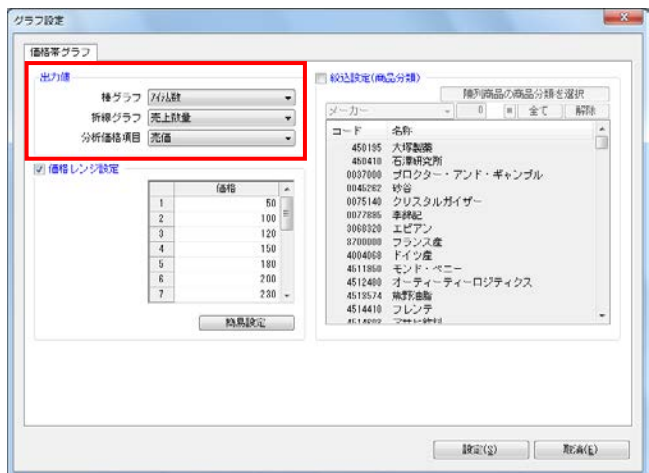 グラフ設定
価格帯グラフ
出力値
棒グラフ ｱｲﾃﾑ数
折線グラフ 売上数量
分析価格項目 売価
価格レンジ設定
価格
1 50
2 100
3 120
4 150
5 180
6 200
7 230
簡易設定
絞込設定(商品分類)
陳列商品の商品分類を選択
メーカー 0 全て 解除
コード 名称
450195 大塚製薬
450410 石澤研究所
0037000 プロクター・アンド・ギャンブル
0045282 砂谷
0075140 クリスタルガイザー
0077885 李錦記
3068320 エビアン
3700000 フランス産
4004068 ドイツ産
4511850 モンド・ベニー
4512480 オーティーティーロジティクス
4513574 熊野油脂
4514410 フレンテ
設定(S) 取消(E)